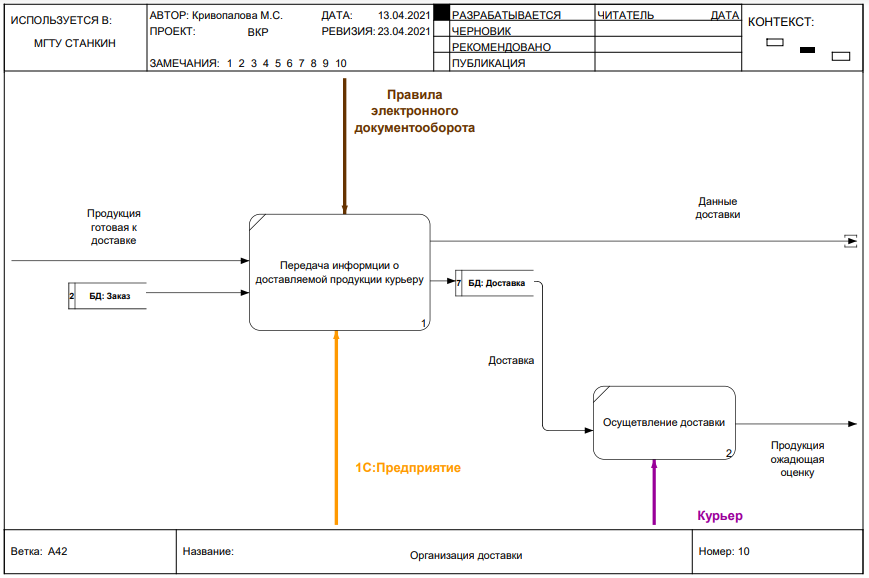 ИСПОЛЬЗУЕТСЯ В:
МГТУ СТАНКИН
АВТОР: Кривопалова М.С.
ДАТА: 13.04.2021
ПРОЕКТ: ВКР
РЕВИЗИЯ: 23.04.2021
ЗАМЕЧАНИЯ: 1 2 3 4 5 6 7 8 9 10
РАЗРАБАТЫВАЕТСЯ
ЧЕРНОВИК
РЕКОМЕНДОВАНО
ПУБЛИКАЦИЯ
ЧИТАТЕЛЬ
ДАТА
КОНТЕКСТ:
Правила
электронного
документооборота
Данные
доставки
Продукция
готовая к
доставке
Передача информции о
доставляемой продукции курьеру
1
2 БД: Заказ
7 БД: Доставка
Доставка
Осущетвление доставки
2
Продукция
ожадющая
оценку
1С:Предприятие
Курьер
Ветка: A42
Название:
Организация доставки
Номер: 10